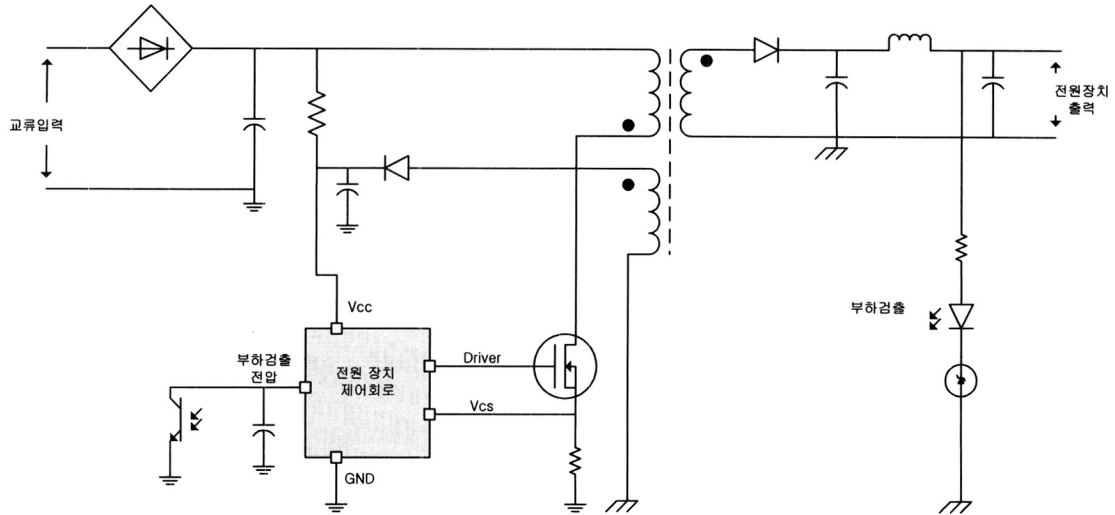 교류입력
전원장치
출력
Vcc
부하검출
전압
전원 장치
제어회로
Driver
Vcs
GND
부하검출